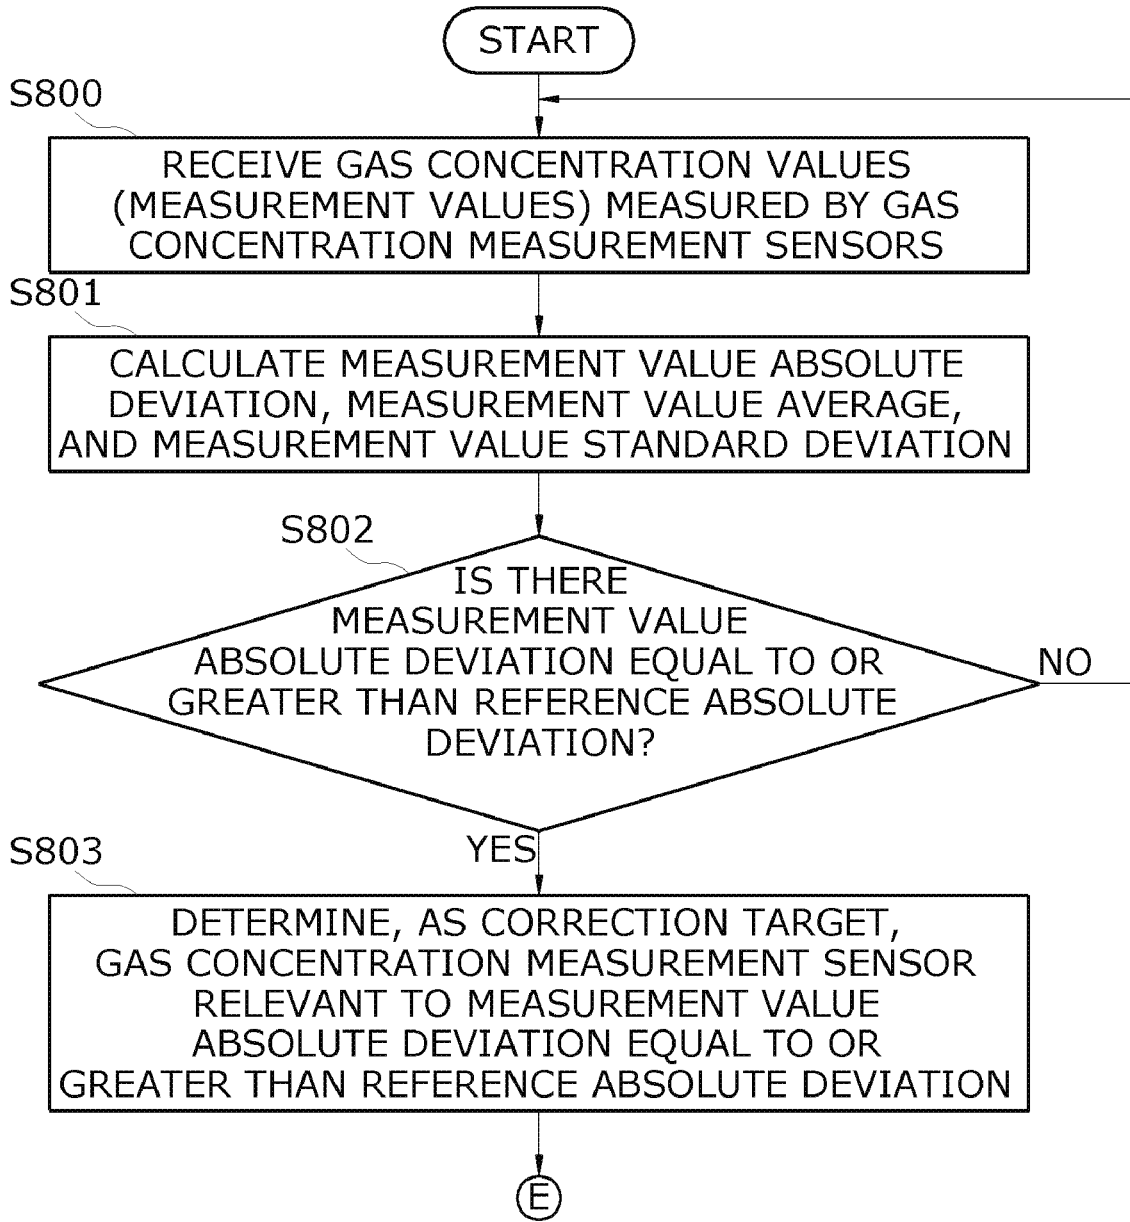 START
S800
RECEIVE GAS CONCENTRATION VALUES
(MEASUREMENT VALUES) MEASURED BY GAS
CONCENTRATION MEASUREMENT SENSORS
S801
CALCULATE MEASUREMENT VALUE ABSOLUTE
DEVIATION, MEASUREMENT VALUE AVERAGE,
AND MEASUREMENT VALUE STANDARD DEVIATION
S802
IS THERE
MEASUREMENT VALUE
ABSOLUTE DEVIATION EQUAL TO OR
GREATER THAN REFERENCE ABSOLUTE
DEVIATION?
NO
YES
S803
DETERMINE, AS CORRECTION TARGET,
GAS CONCENTRATION MEASUREMENT SENSOR
RELEVANT TO MEASUREMENT VALUE
ABSOLUTE DEVIATION EQUAL TO OR
GREATER THAN REFERENCE ABSOLUTE DEVIATION
E